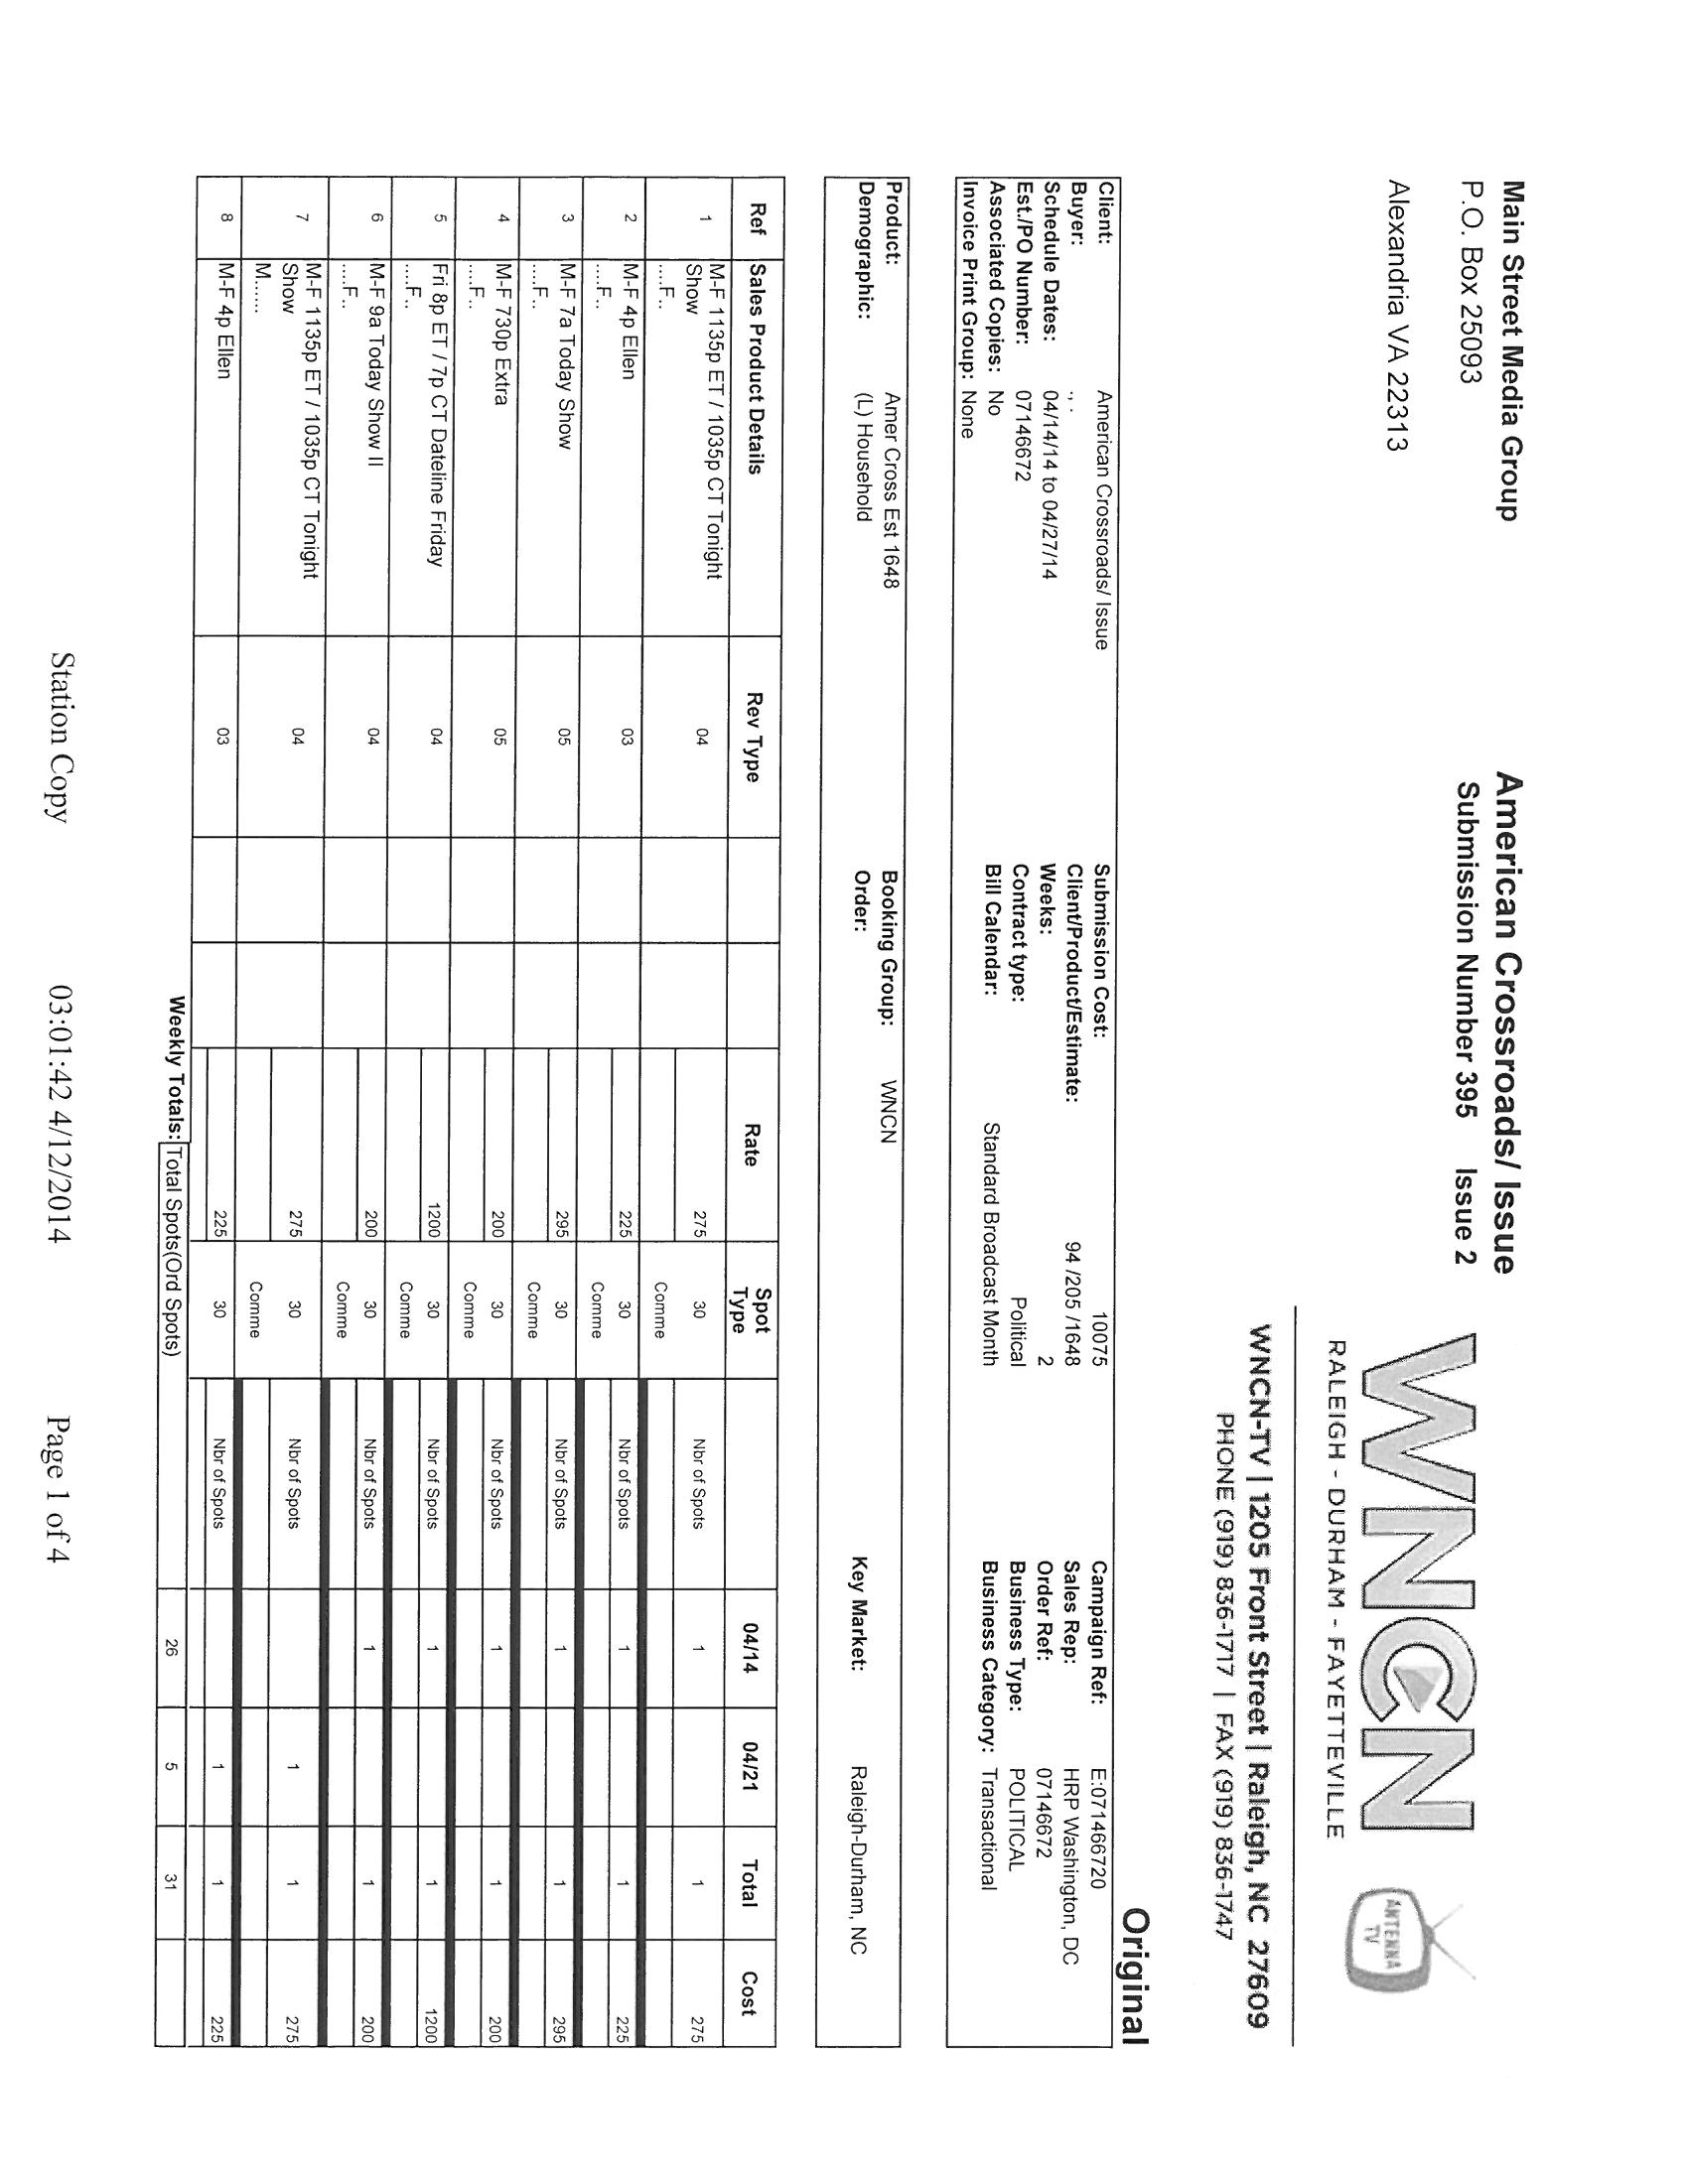 Main Street Media Group
P.O. Box 25093
Alexandria VA 22313
American Crossroads/ Issue
Submission Number 395 Issue 2
WNCN
RALEIGH - DURHAM - FAYETTEVILLE
ANTENNA TV
WNCN-TV | 1205 Front Street | Raleigh, NC 27609
PHONE (919) 836-1717 | FAX (919) 836-1747
Original
Client: American Crossroads/ Issue Submission Cost: 10075 Campaign Ref: E:071466720
Buyer: ., . Client/Product/Estimate: 94 /205 /1648 Sales Rep: HRP Washington, DC
Schedule Dates: 04/14/14 to 04/27/14 Weeks: 2 Order Ref: 07146672
Est./PO Number: 07146672 Contract type: Political Business Type: POLITICAL
Associated Copies: No Bill Calendar: Standard Broadcast Month Business Category: Transactional
Invoice Print Group: None
Product: Amer Cross Est 1648 Booking Group: WNCN
Demographic: (L) Household Order: Key Market: Raleigh-Durham, NC
Ref Sales Product Details Rev Type Rate Spot Type 04/14 04/21 Total Cost
1 M-F 1135p ET / 1035p CT Tonight 04 275 30 Nbr of Spots 1 1 275
Show
....F.. Comme
2 M-F 4p Ellen 03 225 30 Nbr of Spots 1 1 225
....F.. Comme
3 M-F 7a Today Show 05 295 30 Nbr of Spots 1 1 295
....F.. Comme
4 M-F 730p Extra 05 200 30 Nbr of Spots 1 1 200
....F.. Comme
5 Fri 8p ET / 7p CT Dateline Friday 04 1200 30 Nbr of Spots 1 1 1200
....F.. Comme
6 M-F 9a Today Show II 04 200 30 Nbr of Spots 1 1 200
....F.. Comme
7 M-F 1135p ET / 1035p CT Tonight 04 275 30 Nbr of Spots 1 1 275
Show
M...... Comme
8 M-F 4p Ellen 03 225 30 Nbr of Spots 1 1 225
Weekly Totals: Total Spots(Ord Spots) 26 5 31
Station Copy 03:01:42 4/12/2014 Page 1 of 4